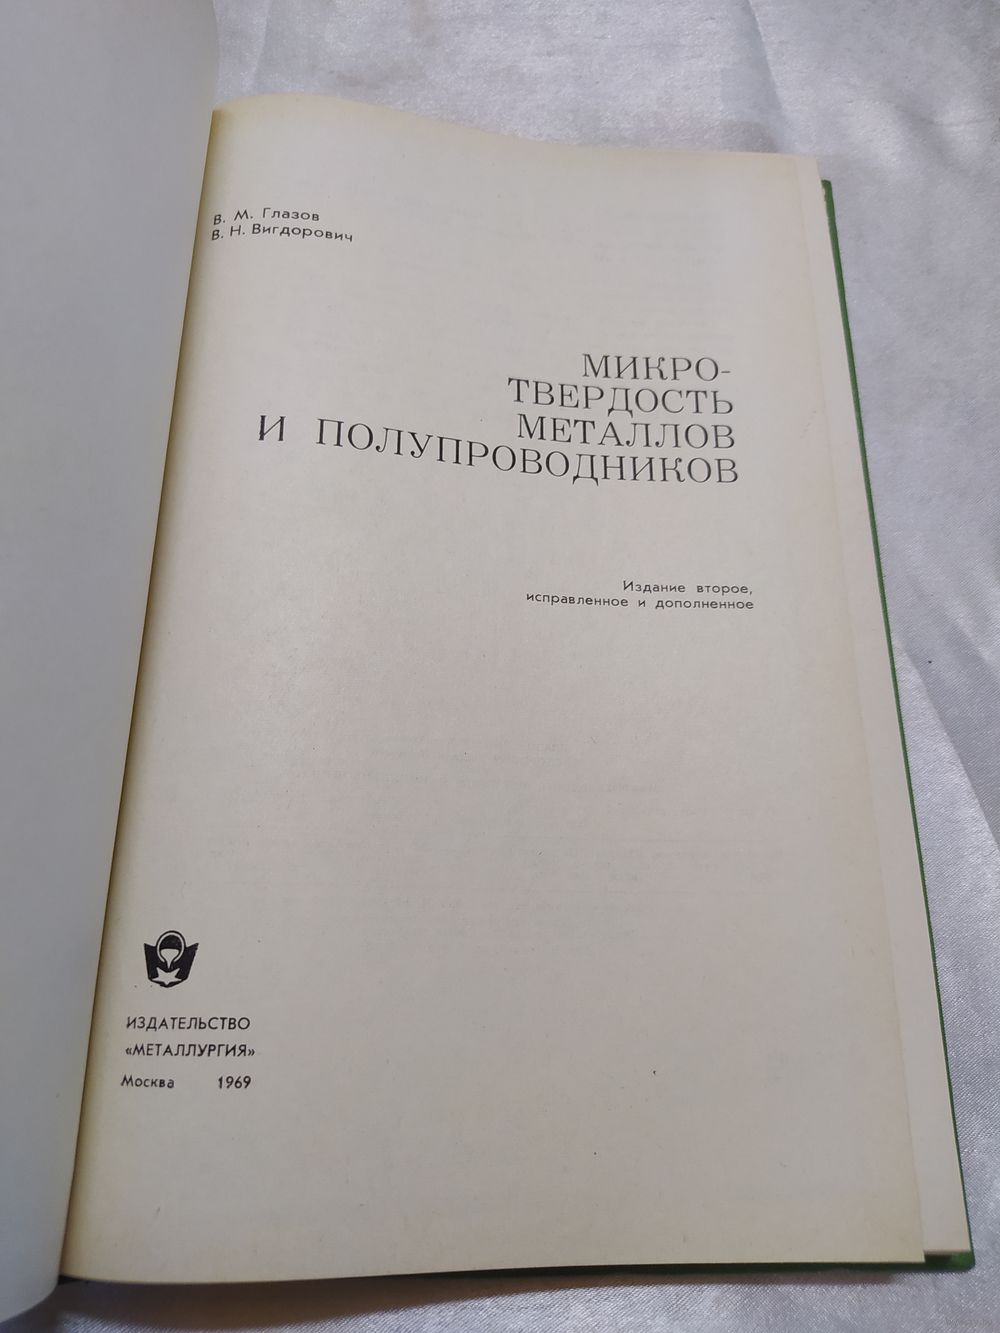 В. М. Глазов
В. Н. Вигдорович
МИКРО-
ТВЕРДОСТЬ
МЕТАЛЛОВ
И ПОЛУПРОВОДНИКОВ
Издание второе,
исправленное и дополненное
ИЗДАТЕЛЬСТВО
«МЕТАЛЛУРГИЯ»
Москва 1969